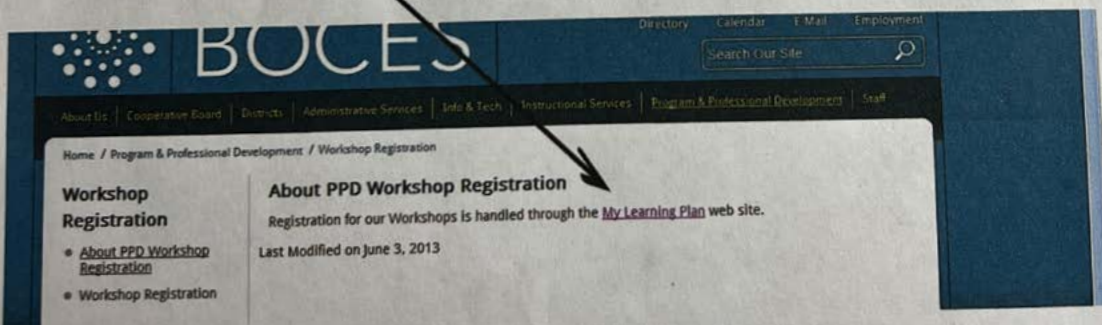 Directory Calendar E-Mail Employment
BOCES
Search Our Site
About Us | Cooperative Board | Districts | Administrative Services | Info & Tech | Instructional Services | Program & Professional Development | Staff
Home / Program & Professional Development / Workshop Registration
Workshop
Registration
About PPD Workshop
Registration
Workshop Registration
About PPD Workshop Registration
Registration for our Workshops is handled through the My Learning Plan web site.
Last Modified on June 3, 2013